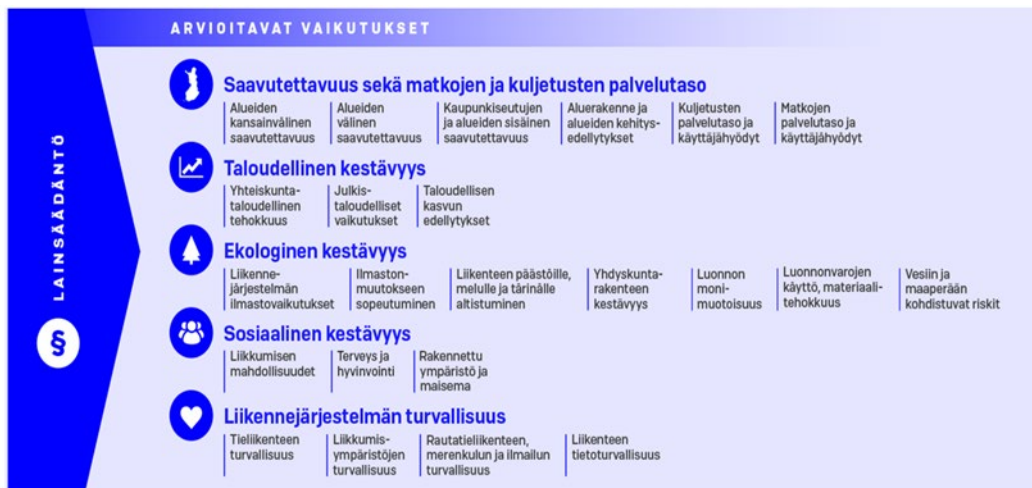 ARVIOITAVAT VAIKUTUKSET
§ LAINSÄÄDÄNTÖ
Saavutettavuus sekä matkojen ja kuljetusten palvelutaso
Alueiden
kansainvälinen
saavutettavuus
Alueiden
välinen
saavutettavuus
Kaupunkiseutujen
ja alueiden sisäinen
saavutettavuus
Aluerakenne ja
alueiden kehitys-
edellytykset
Kuljetusten
palvelutaso ja
käyttäjähyödyt
Matkojen
palvelutaso ja
käyttäjähyödyt
Taloudellinen kestävyys
Yhteiskunta-
taloudellinen
tehokkuus
Julkis-
taloudelliset
vaikutukset
Taloudellisen
kasvun
edellytykset
Ekologinen kestävyys
Liikenne-
järjestelmän
ilmastovaikutukset
Ilmaston-
muutokseen
sopeutuminen
Liikenteen päästöille,
melulle ja tärinälle
altistuminen
Yhdyskunta-
rakenteen
kestävyys
Luonnon
moni-
muotoisuus
Luonnonvarojen
käyttö, materiaali-
tehokkuus
Vesiin ja
maaperään
kohdistuvat riskit
Sosiaalinen kestävyys
Liikkumisen
mahdollisuudet
Terveys ja
hyvinvointi
Rakennettu
ympäristö ja
maisema
Liikennejärjestelmän turvallisuus
Tieliikenteen
turvallisuus
Liikkumis-
ympäristöjen
turvallisuus
Rautatieliikenteen,
merenkulun ja ilmailun
turvallisuus
Liikenteen
tietoturvallisuus